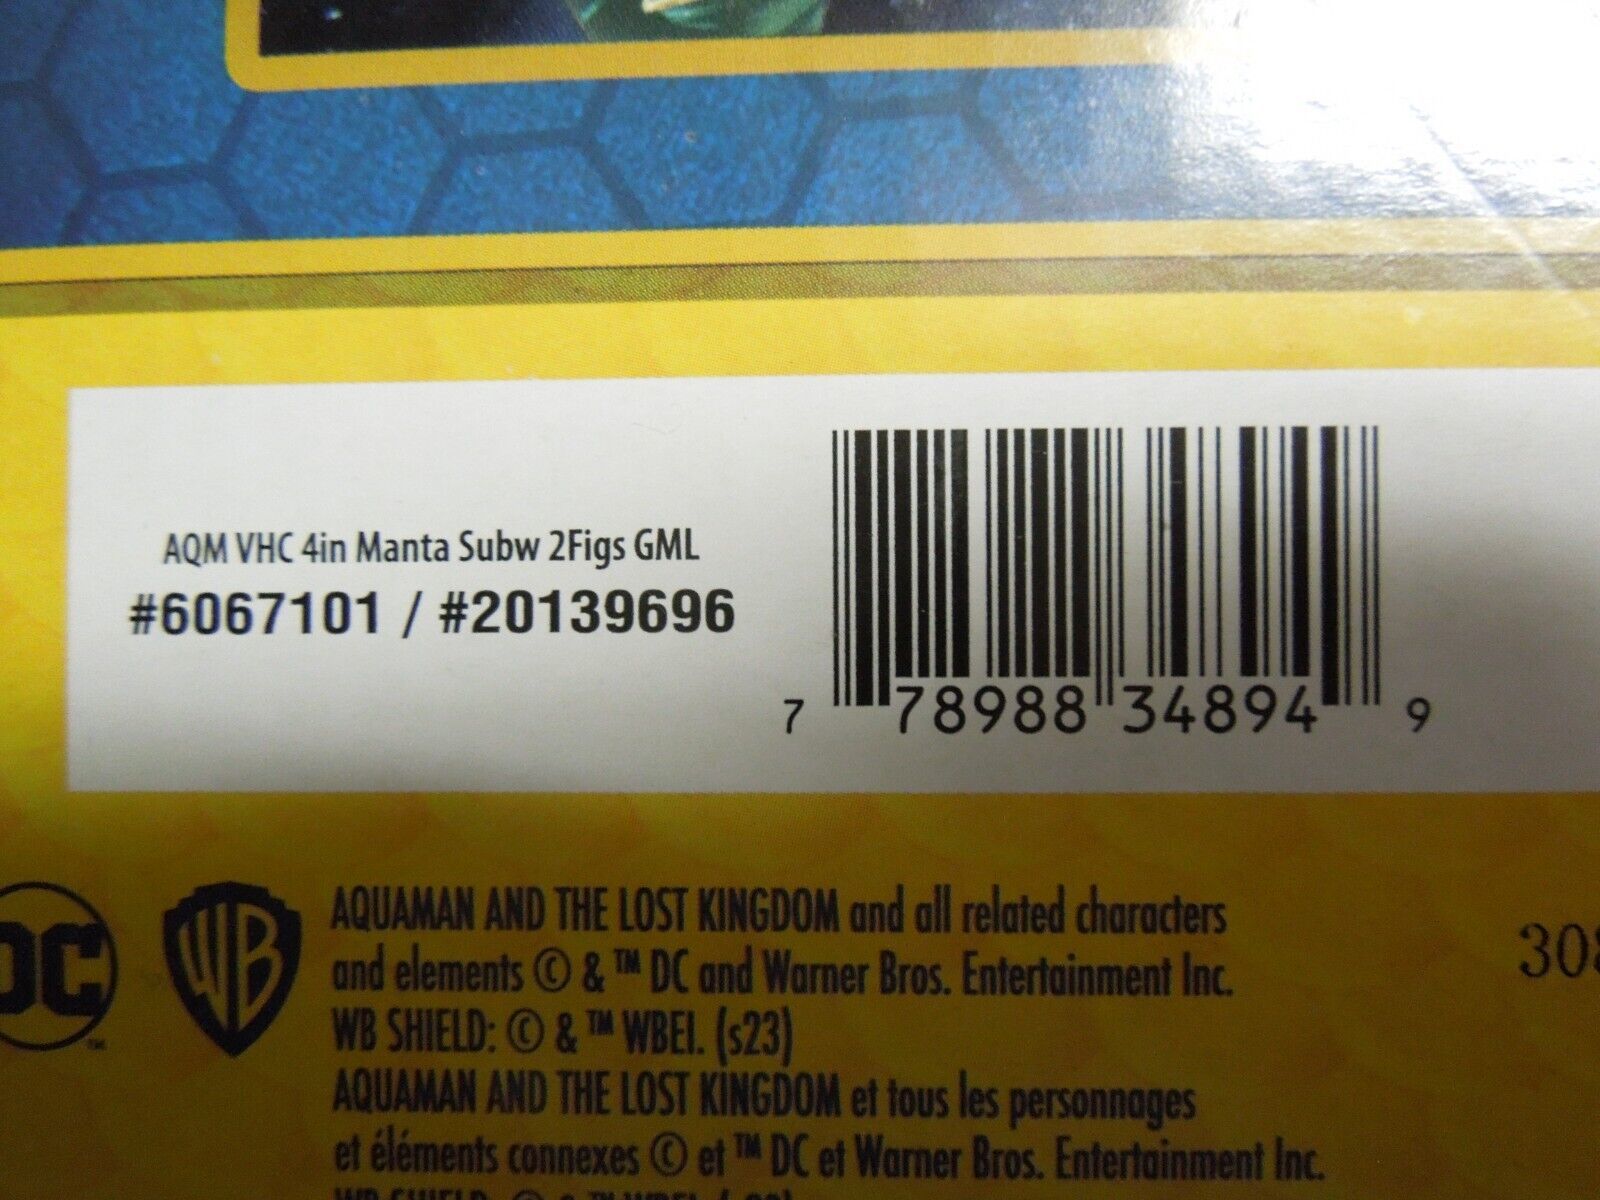 AQM VHC 4in Manta Subw 2Figs GML
#6067101 / #20139696
7 78988 34894 9
DC
WB
AQUAMAN AND THE LOST KINGDOM and all related characters
and elements © & ™ DC and Warner Bros. Entertainment Inc.
WB SHIELD: © & ™ WBEI. (s23)
308
AQUAMAN AND THE LOST KINGDOM et tous les personnages
et éléments connexes © et ™ DC et Warner Bros. Entertainment Inc.